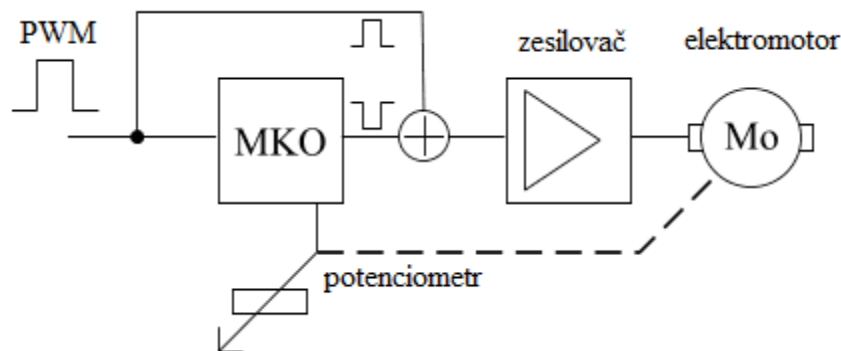 PWM
zesilovač
elektromotor
MKO
Mo
potenciometr